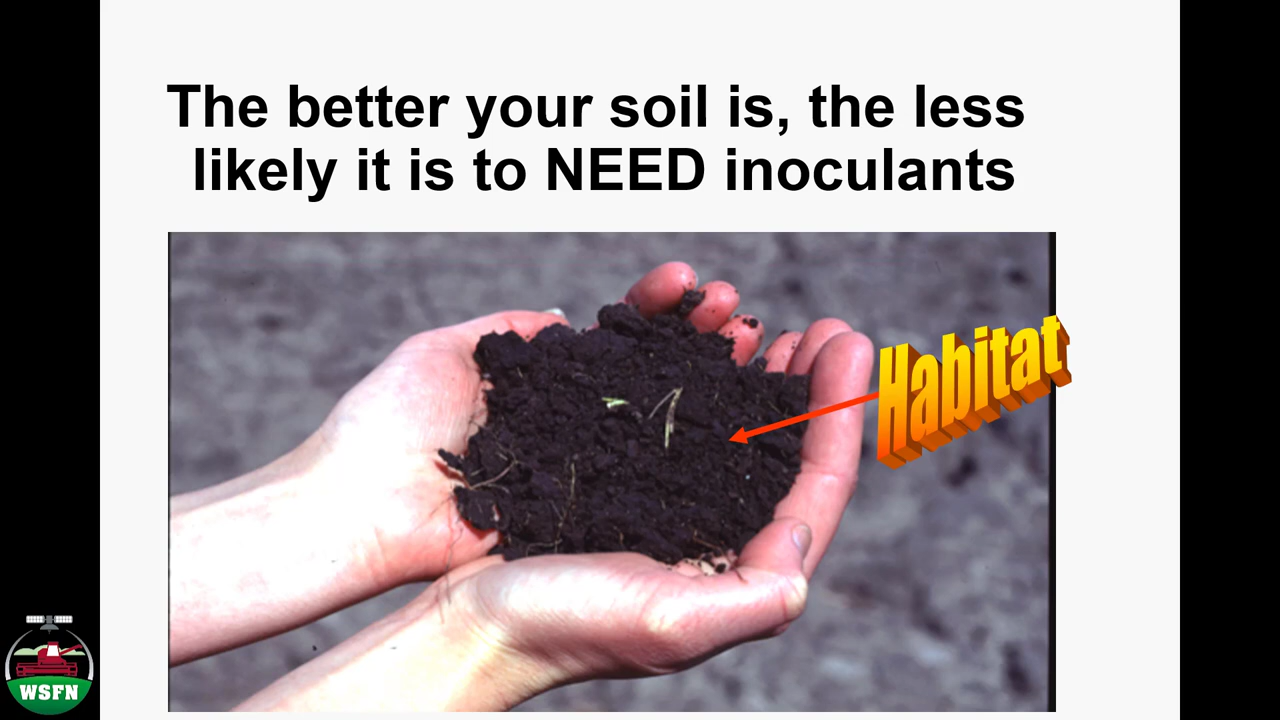 The better your soil is, the less
likely it is to NEED inoculants
Habitat
WSFN